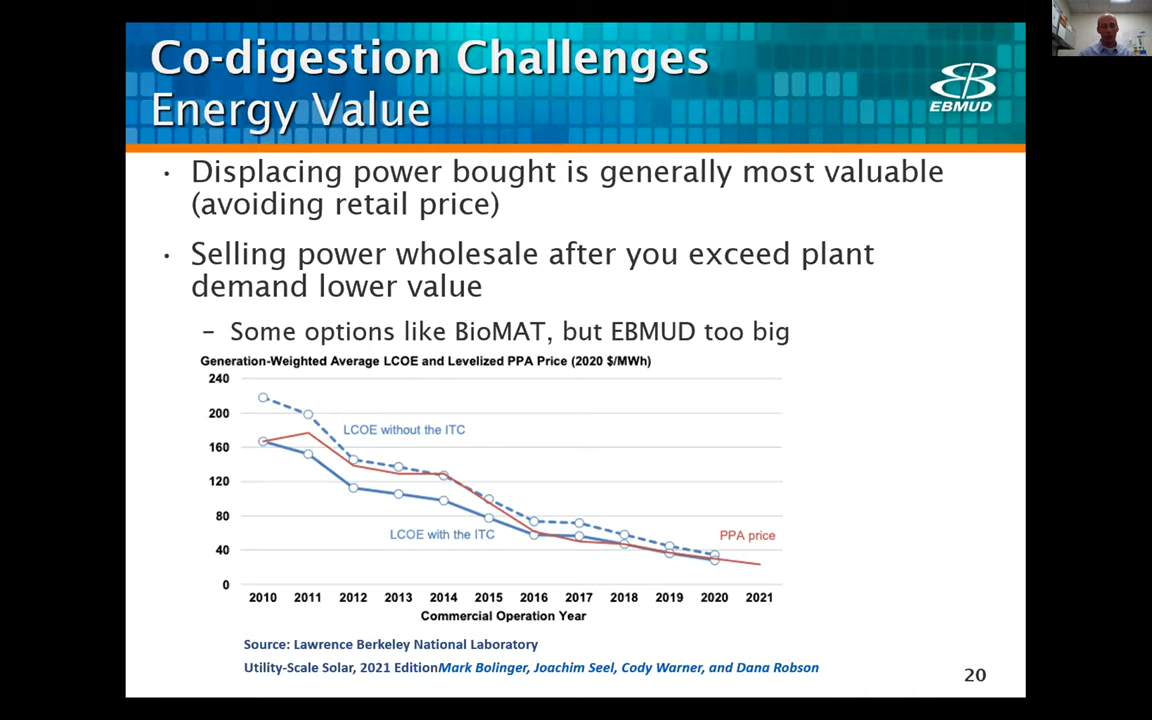 Co-digestion Challenges
Energy Value
EBMUD
• Displacing power bought is generally most valuable
(avoiding retail price)
• Selling power wholesale after you exceed plant
demand lower value
– Some options like BioMAT, but EBMUD too big
Generation-Weighted Average LCOE and Levelized PPA Price (2020 $/MWh)
240
200
160
120
80
40
0
LCOE without the ITC
LCOE with the ITC
PPA price
2010 2011 2012 2013 2014 2015 2016 2017 2018 2019 2020 2021
Commercial Operation Year
Source: Lawrence Berkeley National Laboratory
Utility-Scale Solar, 2021 EditionMark Bolinger, Joachim Seel, Cody Warner, and Dana Robson
20